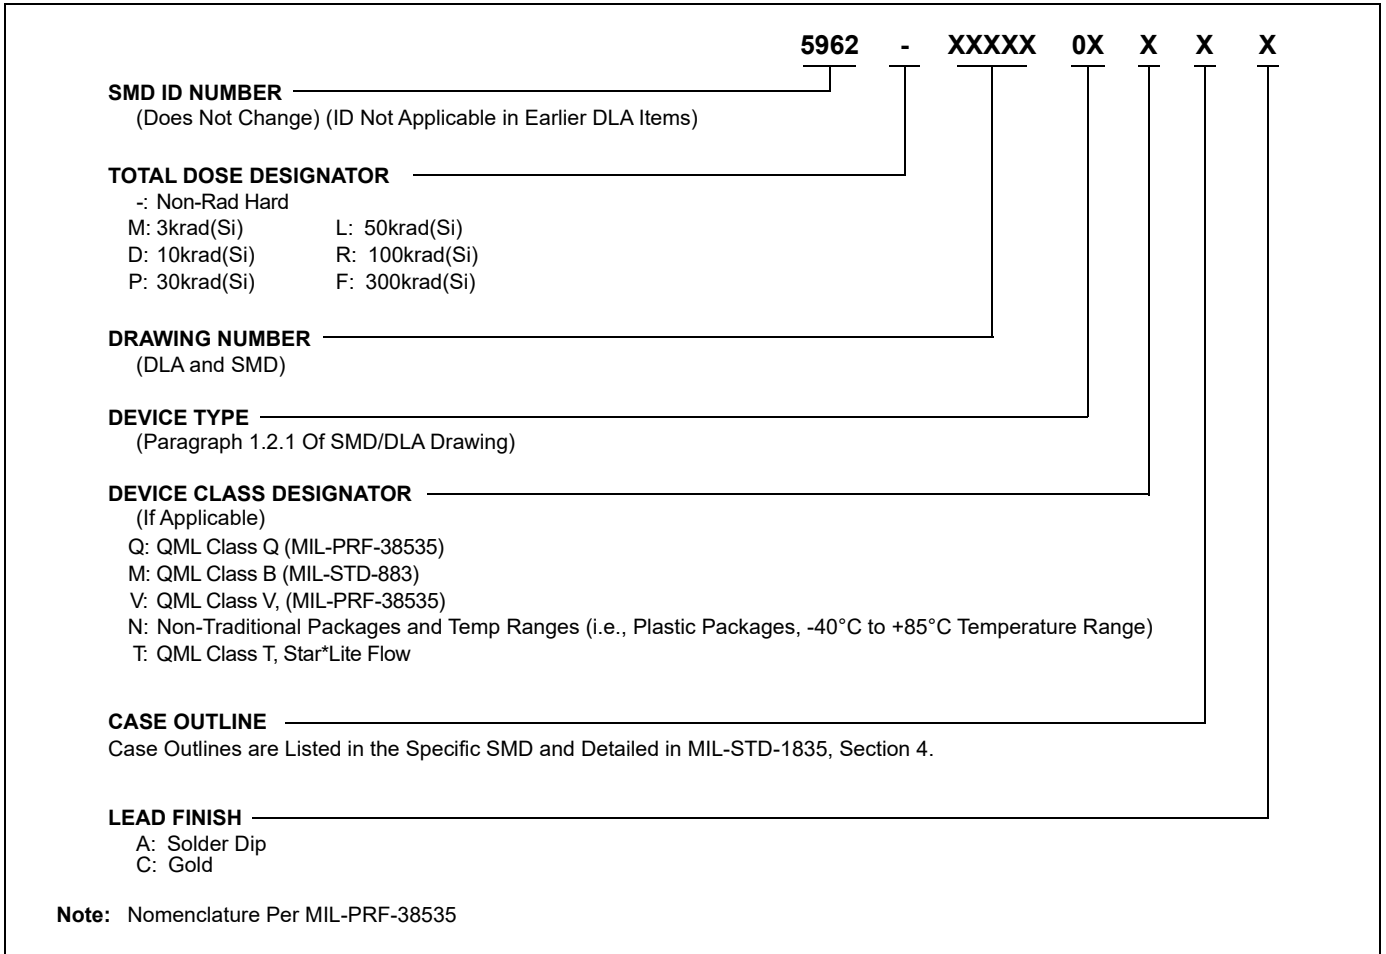 5962 - XXXXX 0X X X X
SMD ID NUMBER
(Does Not Change) (ID Not Applicable in Earlier DLA Items)
TOTAL DOSE DESIGNATOR
-: Non-Rad Hard
M: 3krad(Si) L: 50krad(Si)
D: 10krad(Si) R: 100krad(Si)
P: 30krad(Si) F: 300krad(Si)
DRAWING NUMBER
(DLA and SMD)
DEVICE TYPE
(Paragraph 1.2.1 Of SMD/DLA Drawing)
DEVICE CLASS DESIGNATOR
(If Applicable)
Q: QML Class Q (MIL-PRF-38535)
M: QML Class B (MIL-STD-883)
V: QML Class V, (MIL-PRF-38535)
N: Non-Traditional Packages and Temp Ranges (i.e., Plastic Packages, -40°C to +85°C Temperature Range)
T: QML Class T, Star*Lite Flow
CASE OUTLINE
Case Outlines are Listed in the Specific SMD and Detailed in MIL-STD-1835, Section 4.
LEAD FINISH
A: Solder Dip
C: Gold
Note: Nomenclature Per MIL-PRF-38535